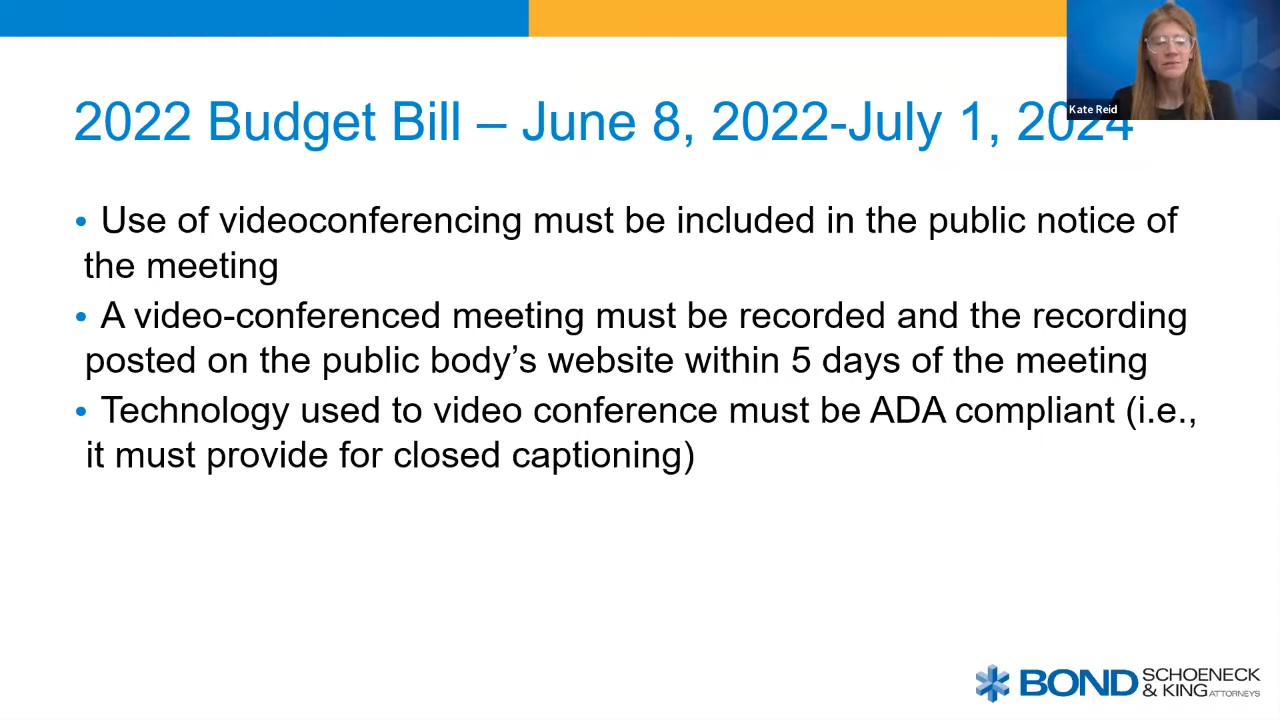 Kate Reid
2022 Budget Bill – June 8, 2022-July 1, 2024
• Use of videoconferencing must be included in the public notice of
the meeting
• A video-conferenced meeting must be recorded and the recording
posted on the public body’s website within 5 days of the meeting
• Technology used to video conference must be ADA compliant (i.e.,
it must provide for closed captioning)
BOND SCHOENECK
& KING ATTORNEYS